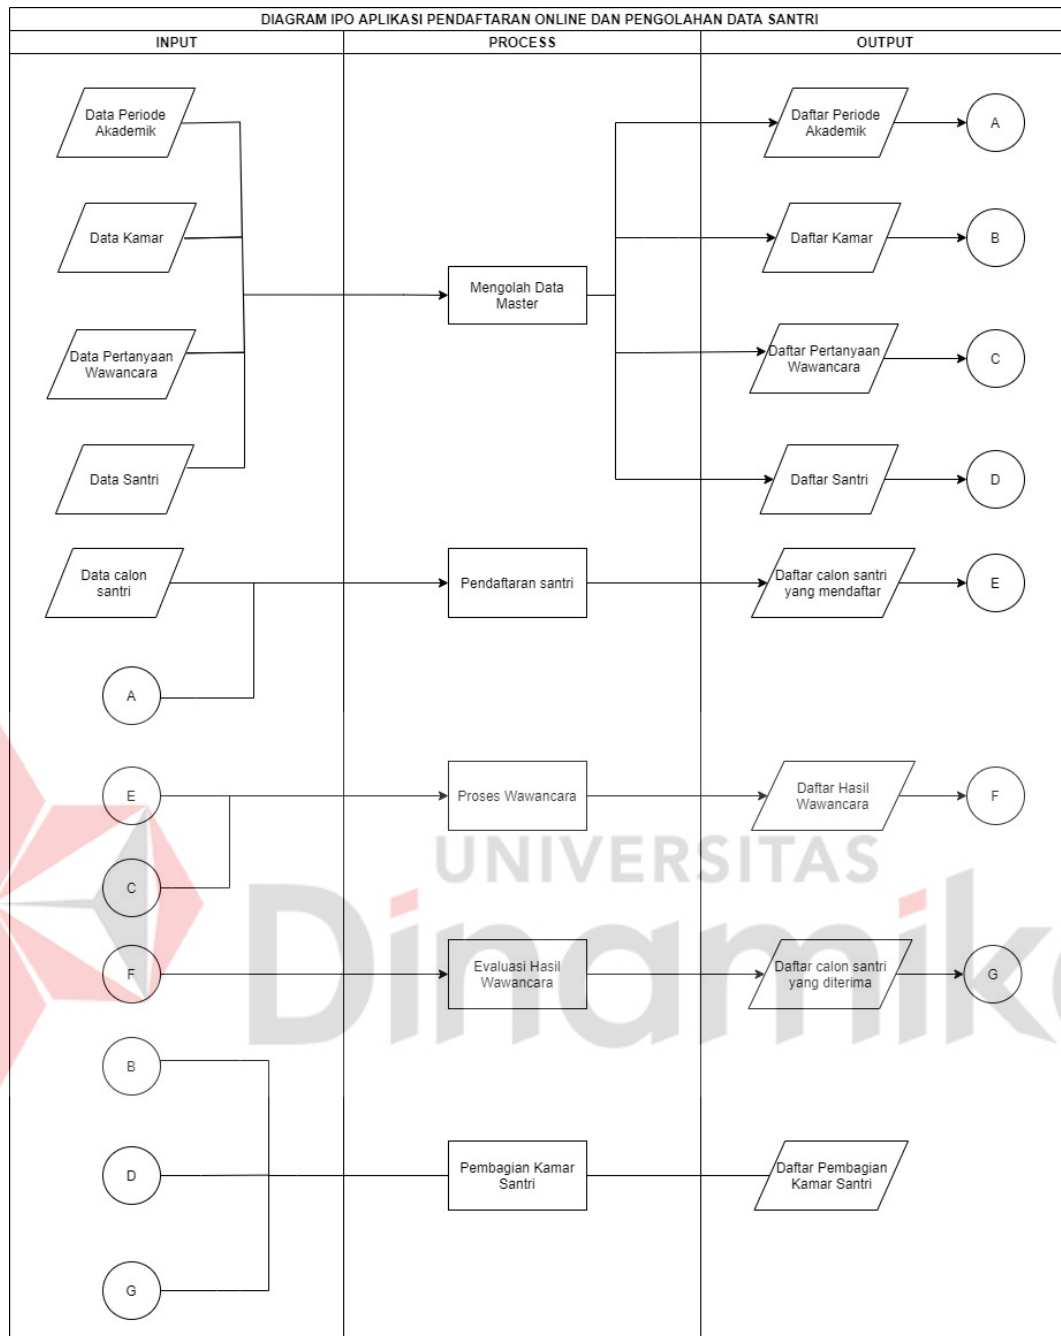 DIAGRAM IPO APLIKASI PENDAFTARAN ONLINE DAN PENGOLAHAN DATA SANTRI
INPUT
PROCESS
OUTPUT
Data Periode
Akademik
Daftar Periode
Akademik
A
Data Kamar
Daftar Kamar
B
Mengolah Data
Master
Data Pertanyaan
Wawancara
Daftar Pertanyaan
Wawancara
C
Data Santri
Daftar Santri
D
Data calon
santri
Pendaftaran santri
Daftar calon santri
yang mendaftar
E
A
E
Proses Wawancara
Daftar Hasil
Wawancara
F
UNIVERSITAS
Dinamika
C
F
Evaluasi Hasil
Wawancara
Daftar calon santri
yang diterima
G
B
D
Pembagian Kamar
Santri
Daftar Pembagian
Kamar Santri
G